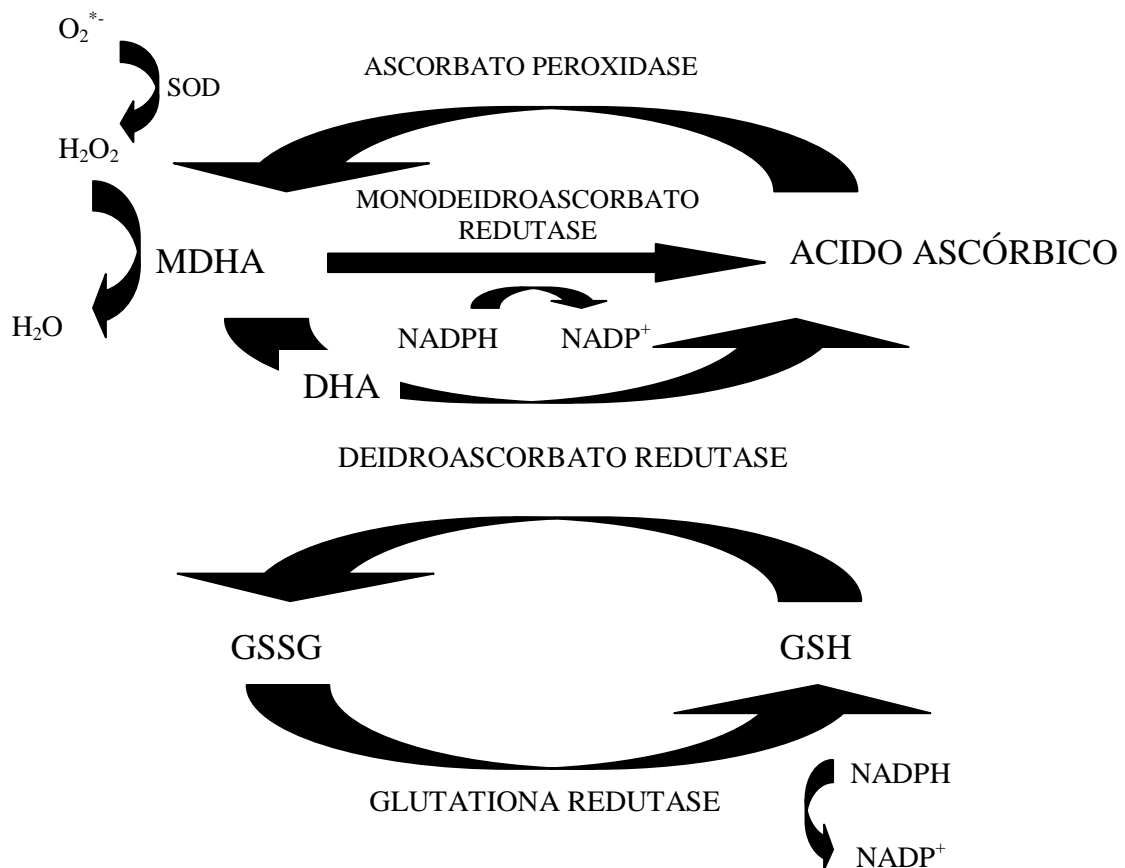 O₂*-
SOD
H₂O₂
H₂O
ASCORBATO PEROXIDASE
MONODEIDROASCORBATO
REDUTASE
MDHA
ACIDO ASCÓRBICO
NADPH
NADP⁺
DHA
DEIDROASCORBATO REDUTASE
GSSG
GSH
GLUTATIONA REDUTASE
NADPH
NADP⁺